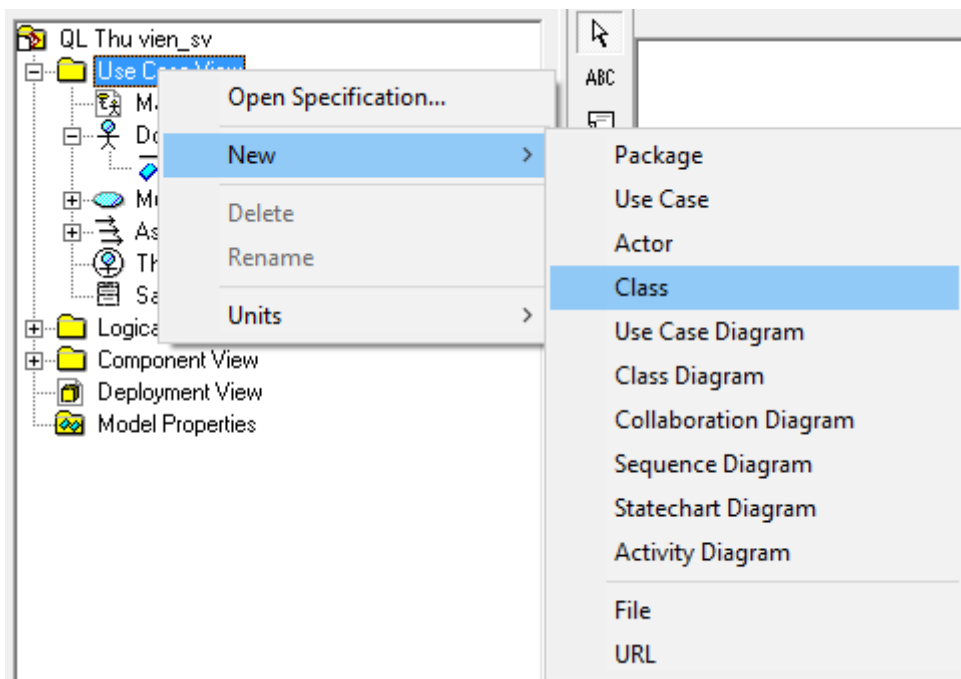 QL Thu vien_sv
Use Case View
Open Specification...
New
Delete
Rename
Units
Component View
Deployment View
Model Properties
ABC
Package
Use Case
Actor
Class
Use Case Diagram
Class Diagram
Collaboration Diagram
Sequence Diagram
Statechart Diagram
Activity Diagram
File
URL